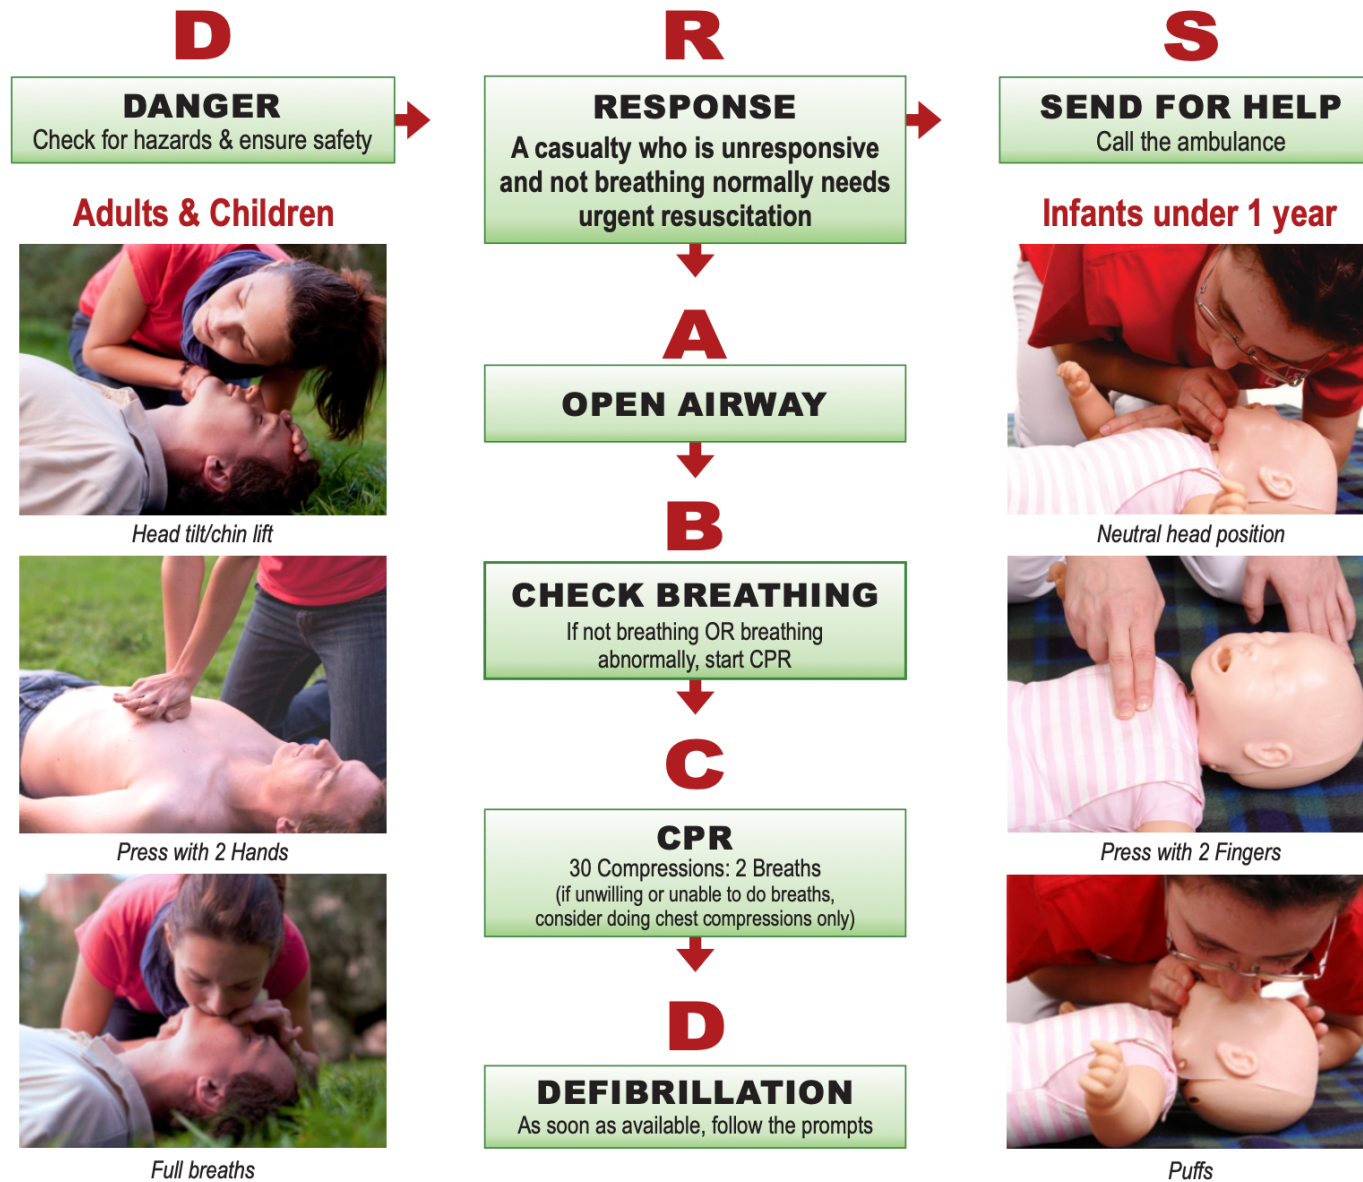 D
DANGER
Check for hazards & ensure safety
R
RESPONSE
A casualty who is unresponsive
and not breathing normally needs
urgent resuscitation
S
SEND FOR HELP
Call the ambulance
Adults & Children
Head tilt/chin lift
Press with 2 Hands
Full breaths
A
OPEN AIRWAY
B
CHECK BREATHING
If not breathing OR breathing
abnormally, start CPR
C
CPR
30 Compressions: 2 Breaths
(if unwilling or unable to do breaths,
consider doing chest compressions only)
D
DEFIBRILLATION
As soon as available, follow the prompts
Infants under 1 year
Neutral head position
Press with 2 Fingers
Puffs